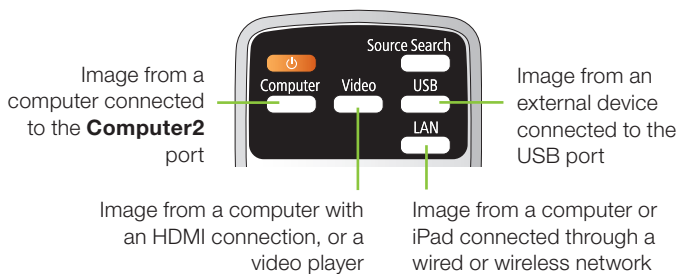 Source Search
Computer
Video
USB
LAN
Image from a
computer connected
to the Computer2
port
Image from an
external device
connected to the
USB port
Image from a computer with
an HDMI connection, or a
video player
Image from a computer or
iPad connected through a
wired or wireless network